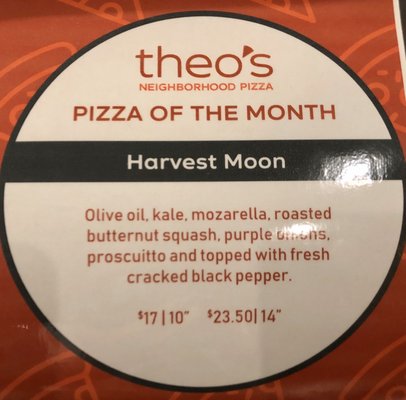 theo's
NEIGHBORHOOD PIZZA
PIZZA OF THE MONTH
Harvest Moon
Olive oil, kale, mozarella, roasted
butternut squash, purple onions,
proscuitto and topped with fresh
cracked black pepper.
$17|10" $23.50|14"